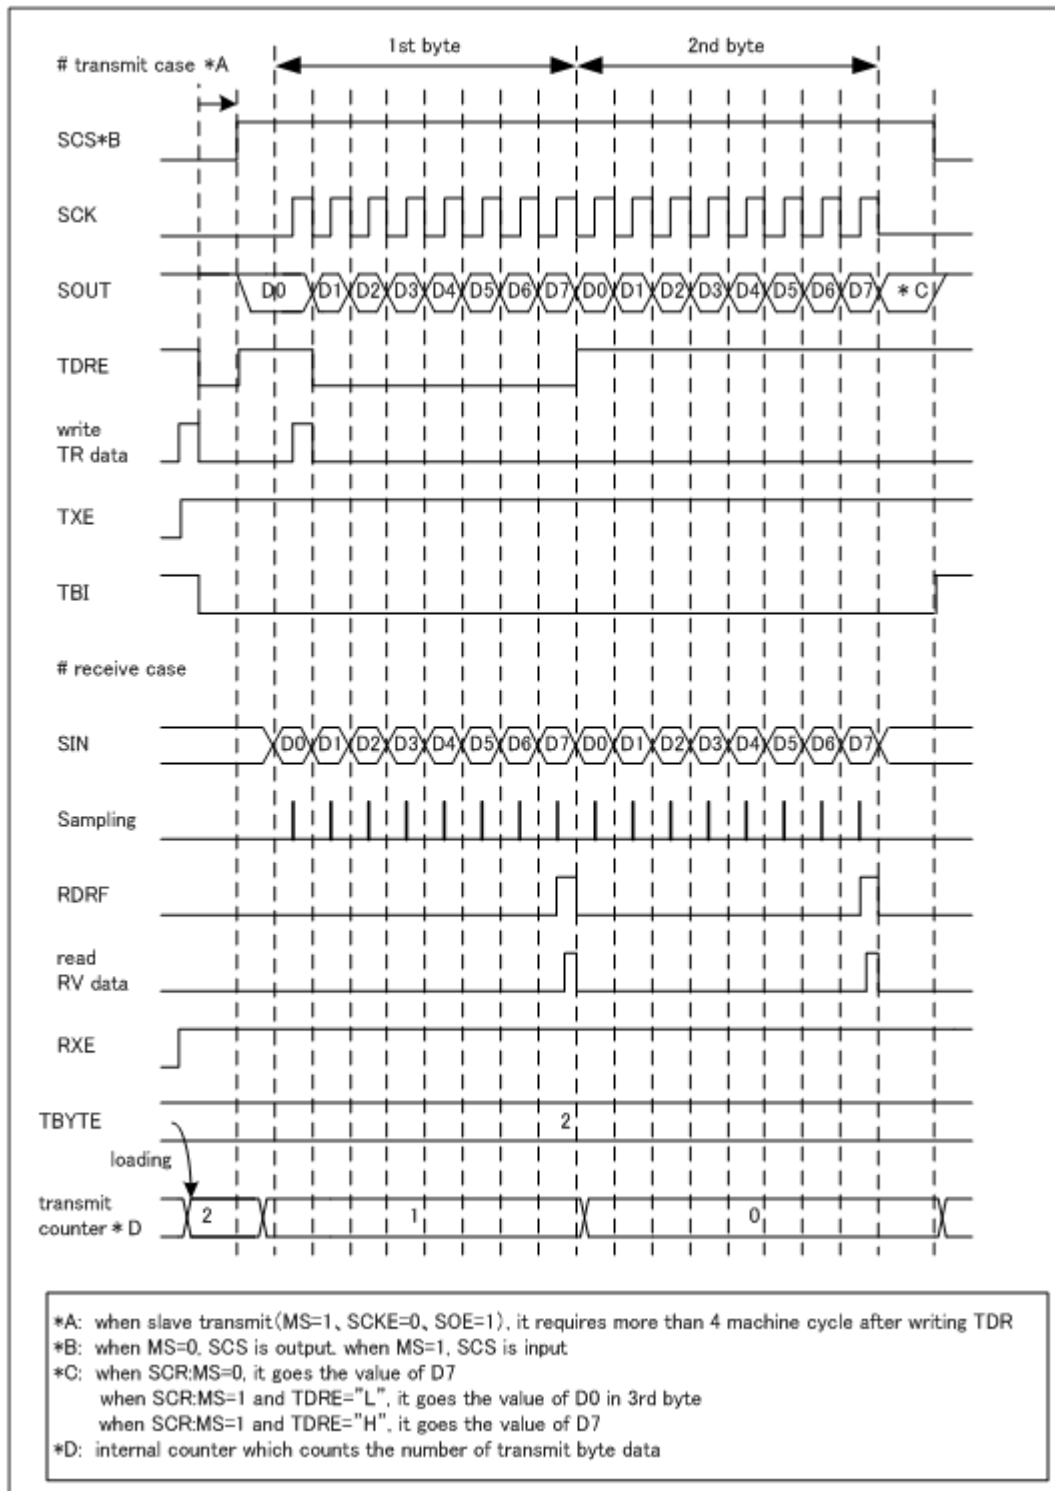 1st byte 2nd byte
# transmit case *A
SCS*B
SCK
SOUT D0 D1 D2 D3 D4 D5 D6 D7 D0 D1 D2 D3 D4 D5 D6 D7 * C
TDRE
write
TR data
TXE
TBI
# receive case
SIN D0 D1 D2 D3 D4 D5 D6 D7 D0 D1 D2 D3 D4 D5 D6 D7
Sampling
RDRF
read
RV data
RXE
TBYTE 2
loading
transmit
counter * D 2 1 0
*A: when slave transmit(MS=1、SCKE=0、SOE=1), it requires more than 4 machine cycle after writing TDR
*B: when MS=0, SCS is output. when MS=1, SCS is input
*C: when SCR:MS=0, it goes the value of D7
when SCR:MS=1 and TDRE="L", it goes the value of D0 in 3rd byte
when SCR:MS=1 and TDRE="H", it goes the value of D7
*D: internal counter which counts the number of transmit byte data